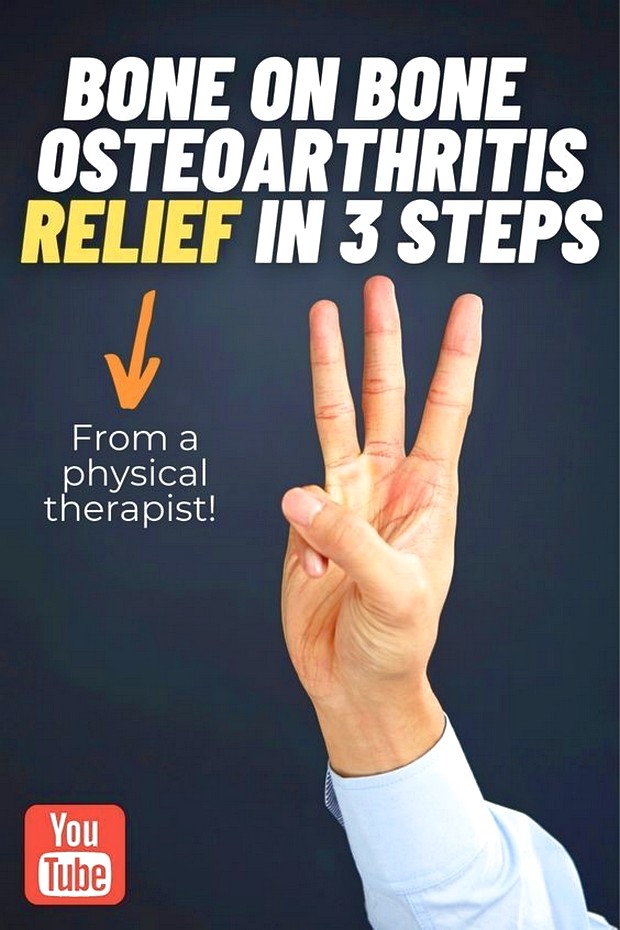 BONE ON BONE
OSTEOARTHRITIS
RELIEF IN 3 STEPS
From a
physical
therapist!
You
Tube